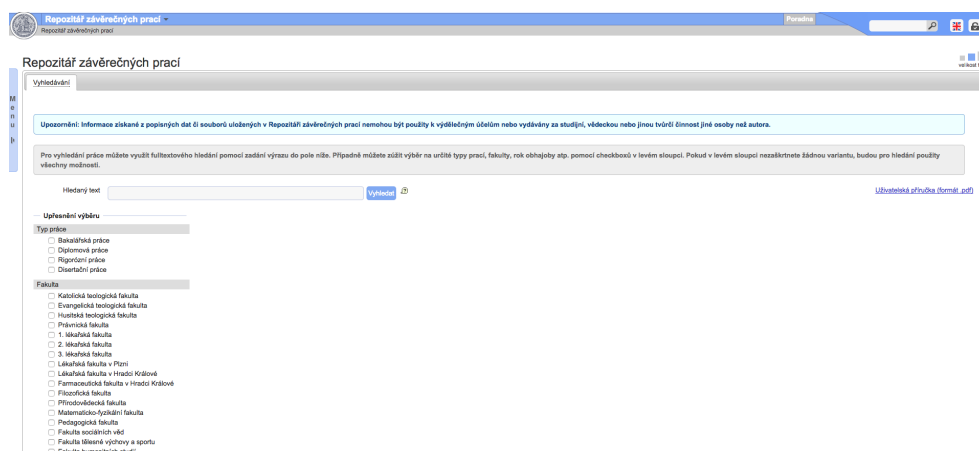 Repozitář závěrečných prací
Poradna
Repozitář závěrečných prací
Repozitář závěrečných prací
Vyhledávání
Menu
Upozornění: Informace získané z popisných dat či souborů uložených v Repozitáři závěrečných prací nemohou být použity k výdělečným účelům nebo vydávány za studijní, vědeckou nebo jinou tvůrčí činnost jiné osoby než autora.
Pro vyhledání práce můžete využít fulltextového hledání pomocí zadání výrazu do pole níže. Případně můžete zúžit výběr na určité typy prací, fakulty, rok obhajoby atp. pomocí checkboxů v levém sloupci. Pokud v levém sloupci nezaškrtnete žádnou variantu, budou pro hledání použity
všechny možnosti.
Hledaný text
Vyhledat
Uživatelská příručka (formát .pdf)
Upřesnění výběru
Typ práce
Bakalářská práce
Diplomová práce
Rigorózní práce
Disertační práce
Fakulta
Katolická teologická fakulta
Evangelická teologická fakulta
Husitská teologická fakulta
Právnická fakulta
1. lékařská fakulta
2. lékařská fakulta
3. lékařská fakulta
Lékařská fakulta v Plzni
Lékařská fakulta v Hradci Králové
Farmaceutická fakulta v Hradci Králové
Filozofická fakulta
Přírodovědecká fakulta
Matematicko-fyzikální fakulta
Pedagogická fakulta
Fakulta sociálních věd
Fakulta tělesné výchovy a sportu
Fakulta humanitních studií